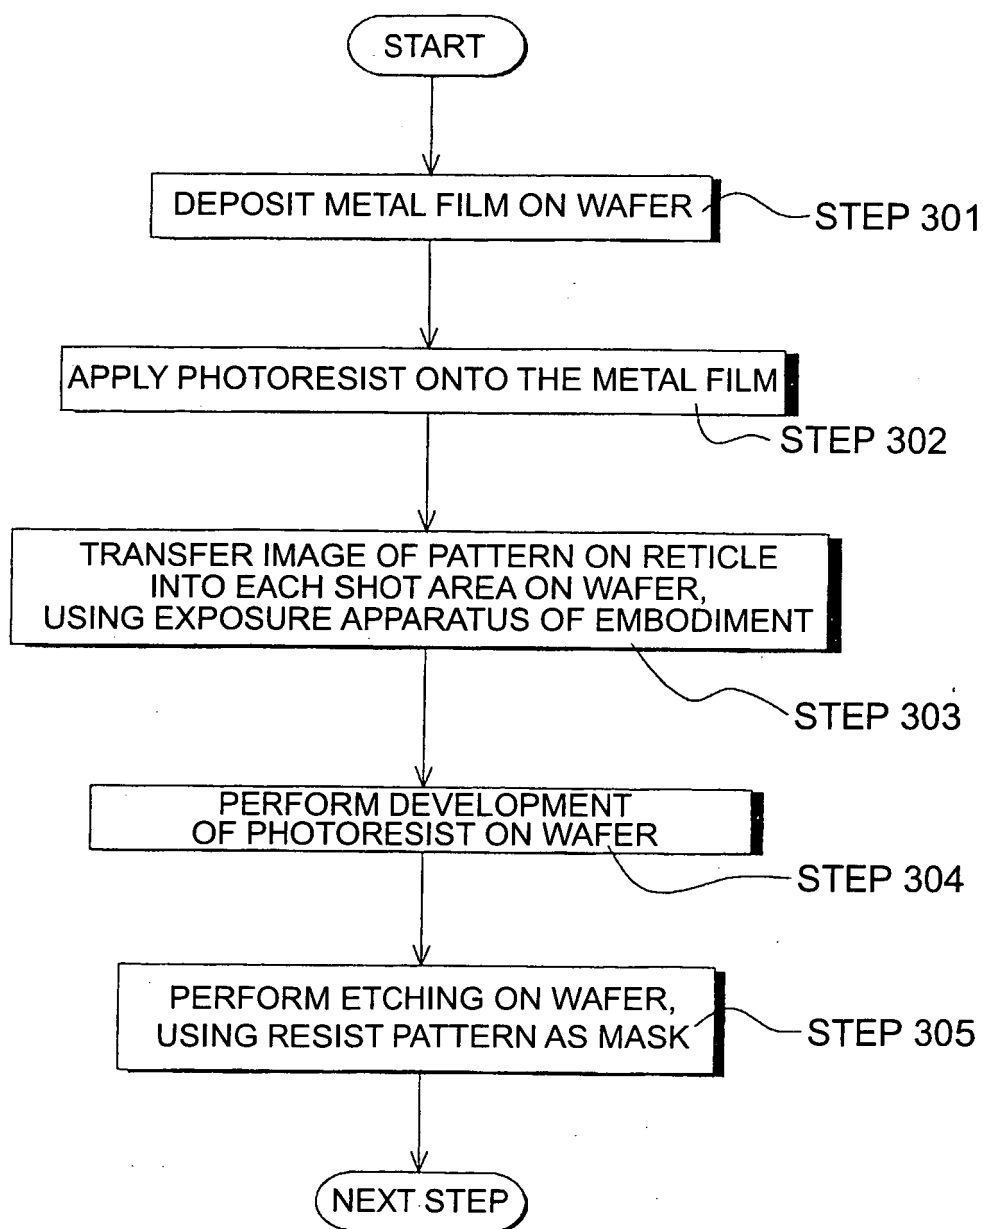 START
DEPOSIT METAL FILM ON WAFER
STEP 301
APPLY PHOTORESIST ONTO THE METAL FILM
STEP 302
TRANSFER IMAGE OF PATTERN ON RETICLE
INTO EACH SHOT AREA ON WAFER,
USING EXPOSURE APPARATUS OF EMBODIMENT
STEP 303
PERFORM DEVELOPMENT
OF PHOTORESIST ON WAFER
STEP 304
PERFORM ETCHING ON WAFER,
USING RESIST PATTERN AS MASK
STEP 305
NEXT STEP